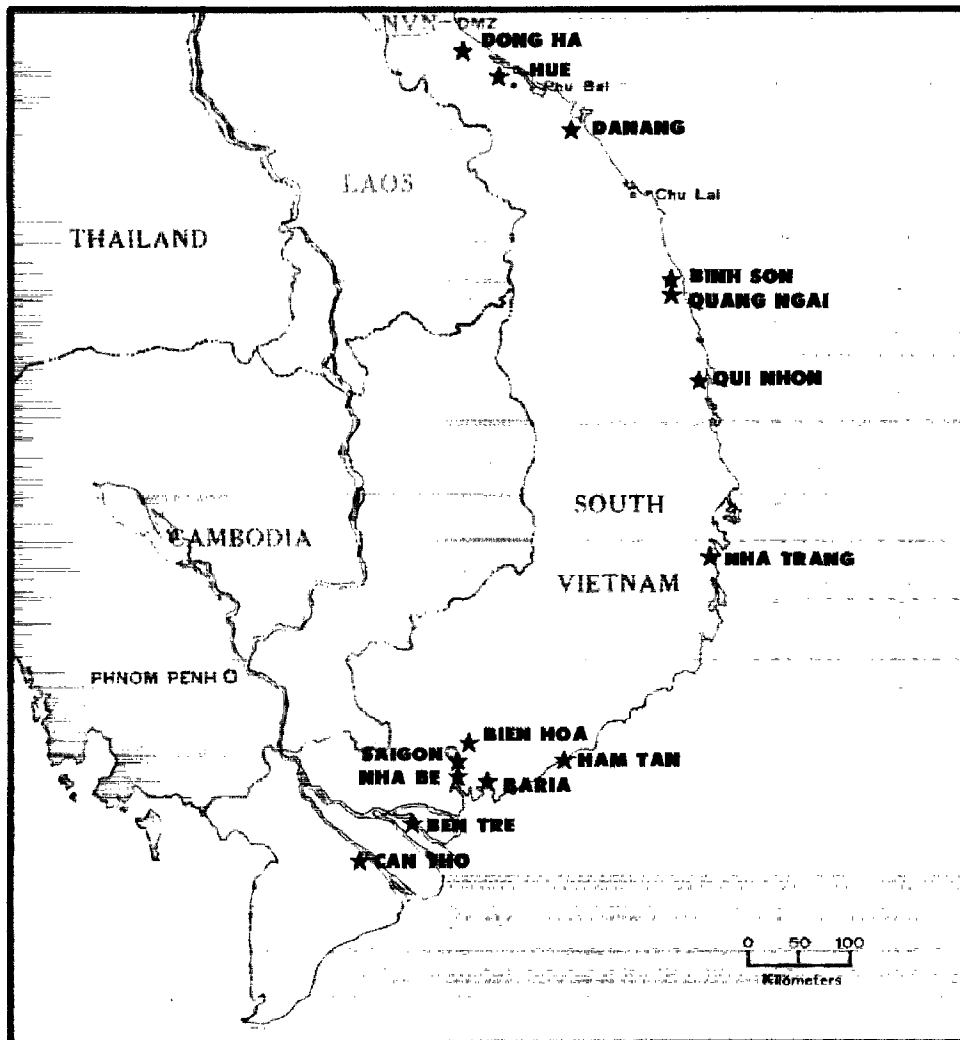 NVN DMZ
DONG HA
HUE
Phu Bai
DANANG
LAOS
Chu Lai
THAILAND
BINH SON
QUANG NGAI
QUI NHON
SOUTH
CAMBODIA
NHA TRANG
VIETNAM
PHNOM PENH
BIEN HOA
SAIGON
HAM TAN
NHA BE
BARIA
BEN TRE
CAN THO
0 50 100
Kilometers